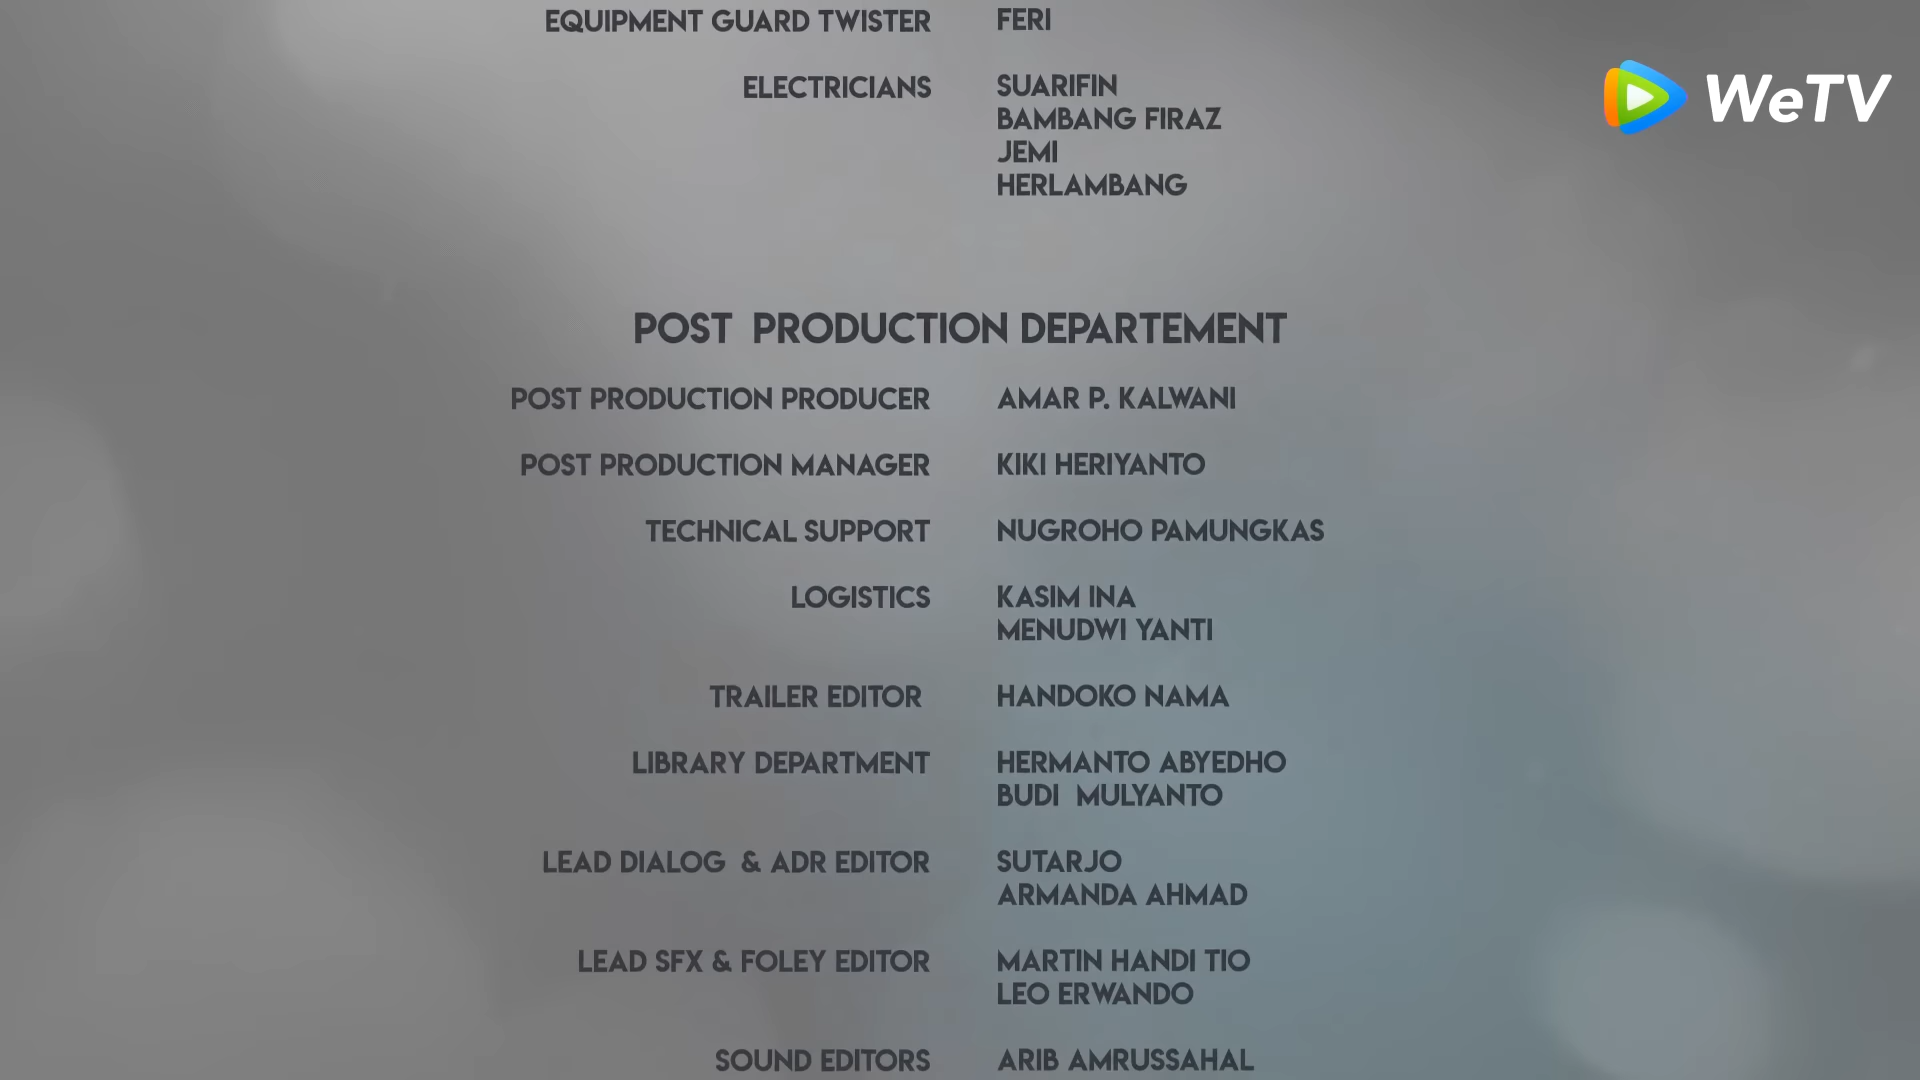 EQUIPMENT GUARD TWISTER FERI
WeTV
ELECTRICIANS SUARIFIN
BAMBANG FIRAZ
JEMI
HERLAMBANG
POST PRODUCTION DEPARTEMENT
POST PRODUCTION PRODUCER AMAR P. KALWANI
POST PRODUCTION MANAGER KIKI HERIYANTO
TECHNICAL SUPPORT NUGROHO PAMUNGKAS
LOGISTICS KASIM INA
MENUDWI YANTI
TRAILER EDITOR HANDOKO NAMA
LIBRARY DEPARTMENT HERMANTO ABYEDHO
BUDI MULYANTO
LEAD DIALOG & ADR EDITOR SUTARJO
ARMANDA AHMAD
LEAD SFX & FOLEY EDITOR MARTIN HANDI TIO
LEO ERWANDO
SOUND EDITORS ARIB AMRUSSAHAL